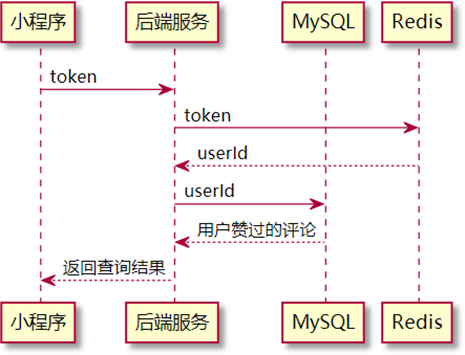 小程序 后端服务 MySQL Redis
token
token
userId
userId
用户赞过的评论
返回查询结果
小程序 后端服务 MySQL Redis